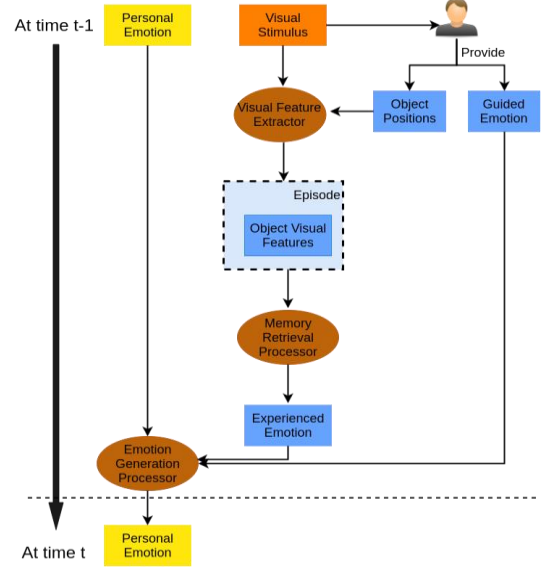 At time t-1
Personal
Emotion
Visual
Stimulus
Provide
Visual Feature
Extractor
Object
Positions
Guided
Emotion
Episode
Object Visual
Features
Memory
Retrieval
Processor
Experienced
Emotion
Emotion
Generation
Processor
At time t
Personal
Emotion